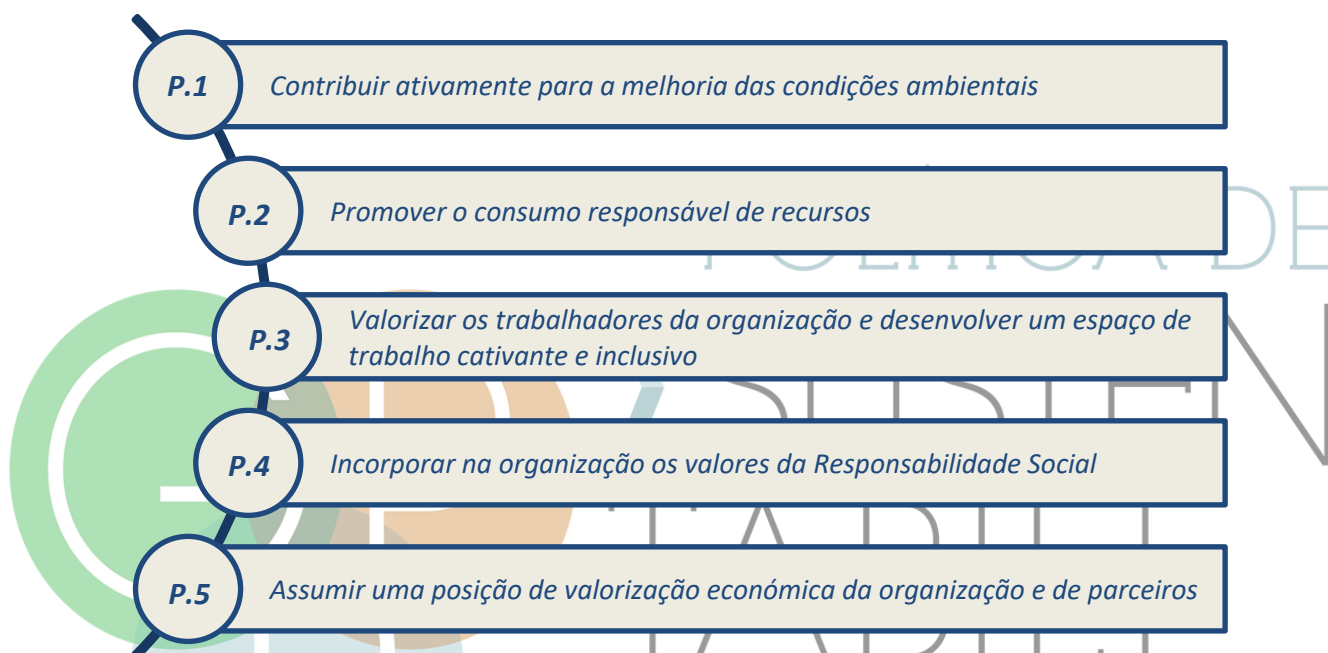 P.1 Contribuir ativamente para a melhoria das condições ambientais
P.2 Promover o consumo responsável de recursos
P.3 Valorizar os trabalhadores da organização e desenvolver um espaço de
trabalho cativante e inclusivo
P.4 Incorporar na organização os valores da Responsabilidade Social
P.5 Assumir uma posição de valorização económica da organização e de parceiros
DE